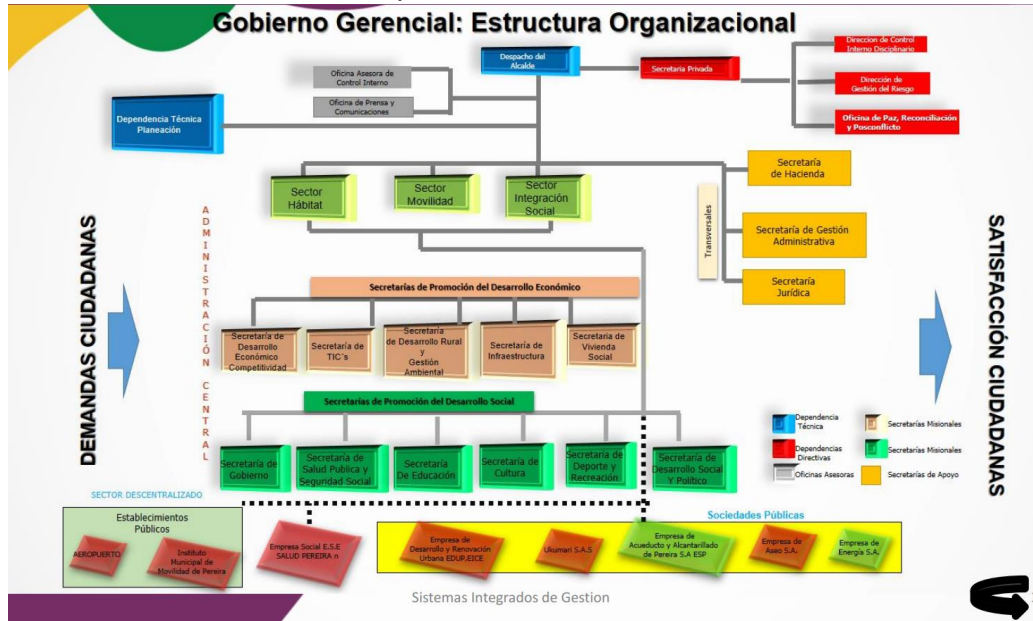 Gobierno Gerencial: Estructura Organizacional
Despacho del
Alcalde
Secretaria Privada
Direccion de Control
Interno Disciplinario
Dirección de
Gestión del Riesgo
Oficina de Paz, Reconciliación
y Posconflicto
Oficina Asesora de
Control Interno
Oficina de Prensa y
Comunicaciones
Dependencia Técnica
Planeación
Sector
Hábitat
Sector
Movilidad
Sector
Integración
Social
Transversales
Secretaría
de Hacienda
Secretaría de Gestión
Administrativa
Secretaría
Jurídica
DEMANDAS CIUDADANAS
ADMINISTRACIÓN CENTRAL
SATISFACCIÓN CIUDADANAS
Secretarías de Promoción del Desarrollo Económico
Secretaría de
Desarrollo
Económico
Competitividad
Secretaría de
TIC´s
Secretaría
de Desarrollo Rural
y
Gestión
Ambiental
Secretaría de
Infraestructura
Secretaria de
Vivienda
Social
Secretarías de Promoción del Desarrollo Social
Secretaría de
Gobierno
Secretaría de
Salud Publica y
Seguridad Social
Secretaría
De Educación
Secretaría de
Cultura
Secretaría de
Deporte y
Recreación
Secretaría de
Desarrollo Social
Y Político
Dependencia
Técnica
Secretarías Misionales
Dependencias
Directivas
Secretarías Misionales
Oficinas Asesoras
Secretarías de Apoyo
SECTOR DESCENTRALIZADO
Establecimientos
Públicos
AEROPUERTO
Instituto
Municipal de
Movilidad de Pereira
Empresa Social E.S.E
SALUD PEREIRA n
Sociedades Públicas
Empresa de
Desarrollo y Renovación
Urbana EDUP.EICE
Ukumari S.A.S
Empresa de
Acueducto y Alcantarillado
de Pereira S.A ESP
Empresa de
Aseo S.A.
Empresa de
Energía S.A.
Sistemas Integrados de Gestion